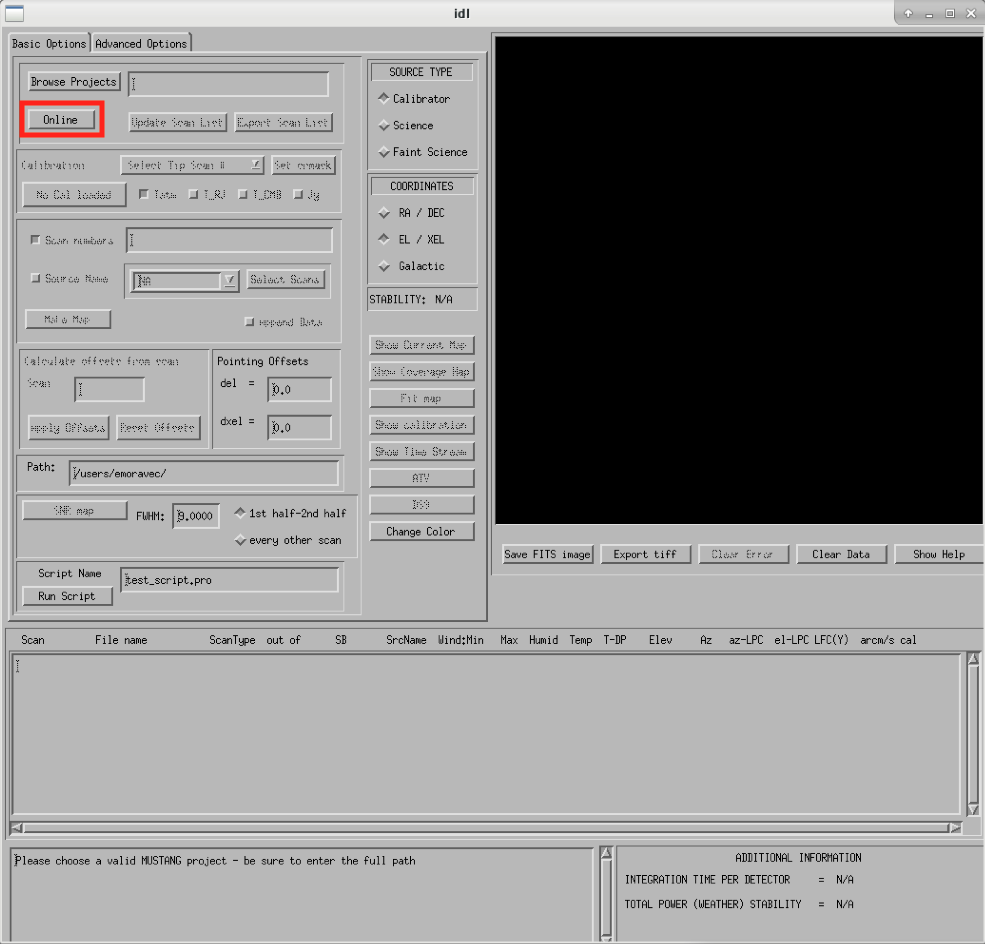 idl
Basic Options Advanced Options
Browse Projects
Online
Update Scan List Export Scan List
Calibration Select Tip Scan #
No Cal loaded Tatm T_RJ T_CMB Jy
Scan numbers
Source Name NA Select Scans
Make Map Append Data
Calculate offsets from scan
Scan
Apply Offsets Reset Offsets
Pointing Offsets
del = 0.0
dxel = 0.0
Path: /users/emoravec/
SNR map FWHM: 9.0000 1st half-2nd half
every other scan
Script Name test_script.pro
Run Script
SOURCE TYPE
Calibrator
Science
Faint Science
COORDINATES
RA / DEC
EL / XEL
Galactic
STABILITY: N/A
Show Current Map
Show Coverage Map
Fit map
Show calibration
Show Time Stream
ATV
DS9
Change Color
Save FITS image Export tiff Clear Error Clear Data Show Help
Scan File name ScanType out of SB SrcName Wind:Min Max Humid Temp T-DP Elev Az az-LPC el-LPC LFC(Y) arcm/s cal
Please choose a valid MUSTANG project - be sure to enter the full path
ADDITIONAL INFORMATION
INTEGRATION TIME PER DETECTOR = N/A
TOTAL POWER (WEATHER) STABILITY = N/A